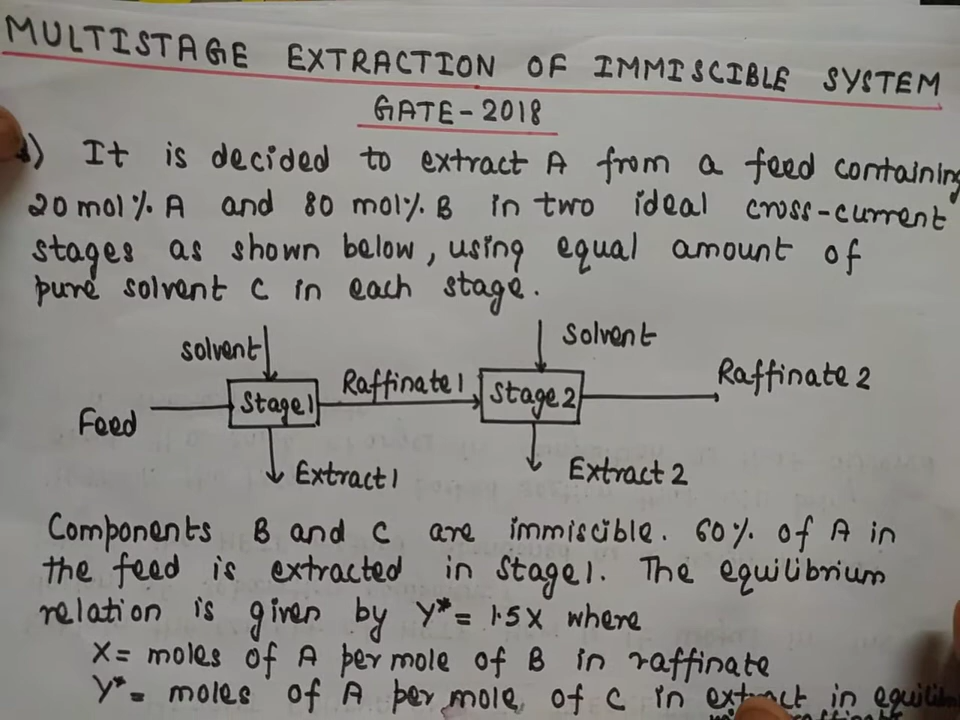 MULTISTAGE EXTRACTION OF IMMISCIBLE SYSTEM
GATE-2018
It is decided to extract A from a feed containing
20 mol% A and 80 mol% B in two ideal cross-current
stages as shown below, using equal amount of
pure solvent C in each stage.
solvent
solvent
Feed
Stage 1
Raffinate 1
Stage 2
Raffinate 2
Extract 1
Extract 2
Components B and C are immiscible. 60% of A in
the feed is extracted in stage 1. The equilibrium
relation is given by Y* = 1.5X where
X = moles of A per mole of B in raffinate
Y* = moles of A per mole of C in extract in